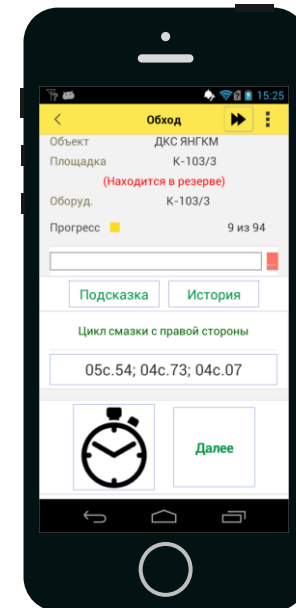 15:25
Обход
Объект ДКС ЯНГКМ
Площадка К-103/3
(Находится в резерве)
Оборуд. К-103/3
Прогресс 9 из 94
...
Подсказка История
Цикл смазки с правой стороны
05с.54; 04с.73; 04с.07
Далее